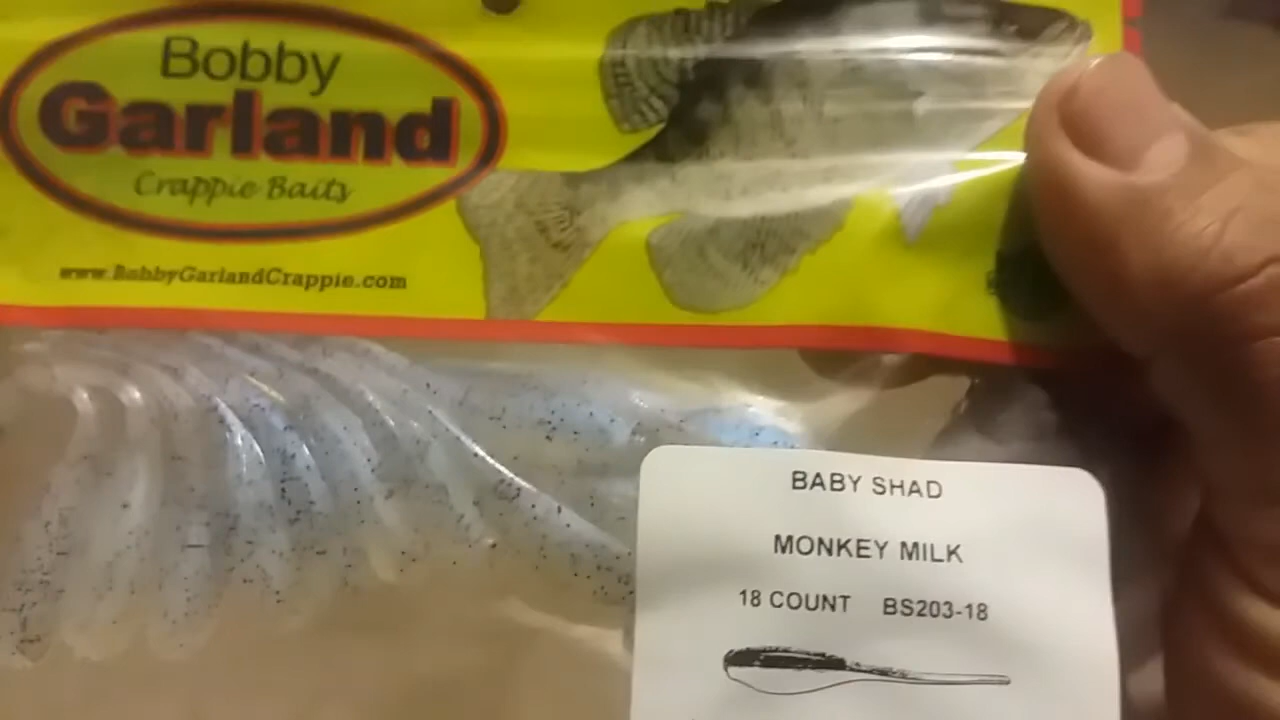 Bobby
Garland
Crappie Baits
www.BobbyGarlandCrappie.com
BABY SHAD
MONKEY MILK
18 COUNT BS203-18